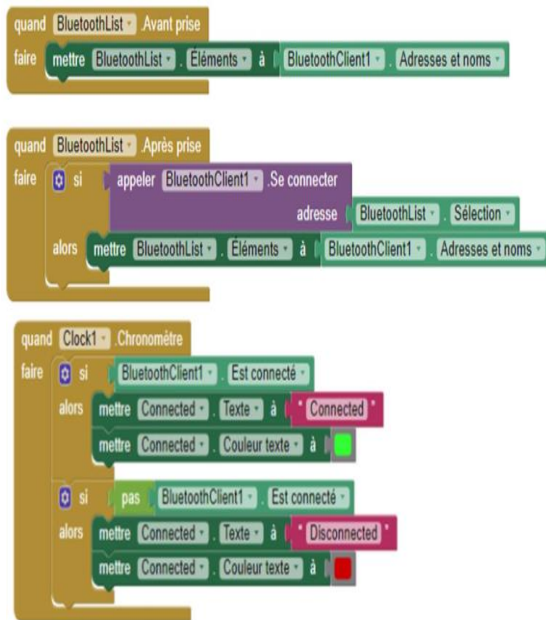 quand BluetoothList .Avant prise
faire mettre BluetoothList . Éléments à BluetoothClient1 . Adresses et noms
quand BluetoothList .Après prise
faire si appeler BluetoothClient1 .Se connecter
adresse BluetoothList . Sélection
alors mettre BluetoothList . Éléments à BluetoothClient1 . Adresses et noms
quand Clock1 .Chronomètre
faire si BluetoothClient1 . Est connecté
alors mettre Connected . Texte à " Connected "
mettre Connected . Couleur texte à
si pas BluetoothClient1 . Est connecté
alors mettre Connected . Texte à " Disconnected "
mettre Connected . Couleur texte à